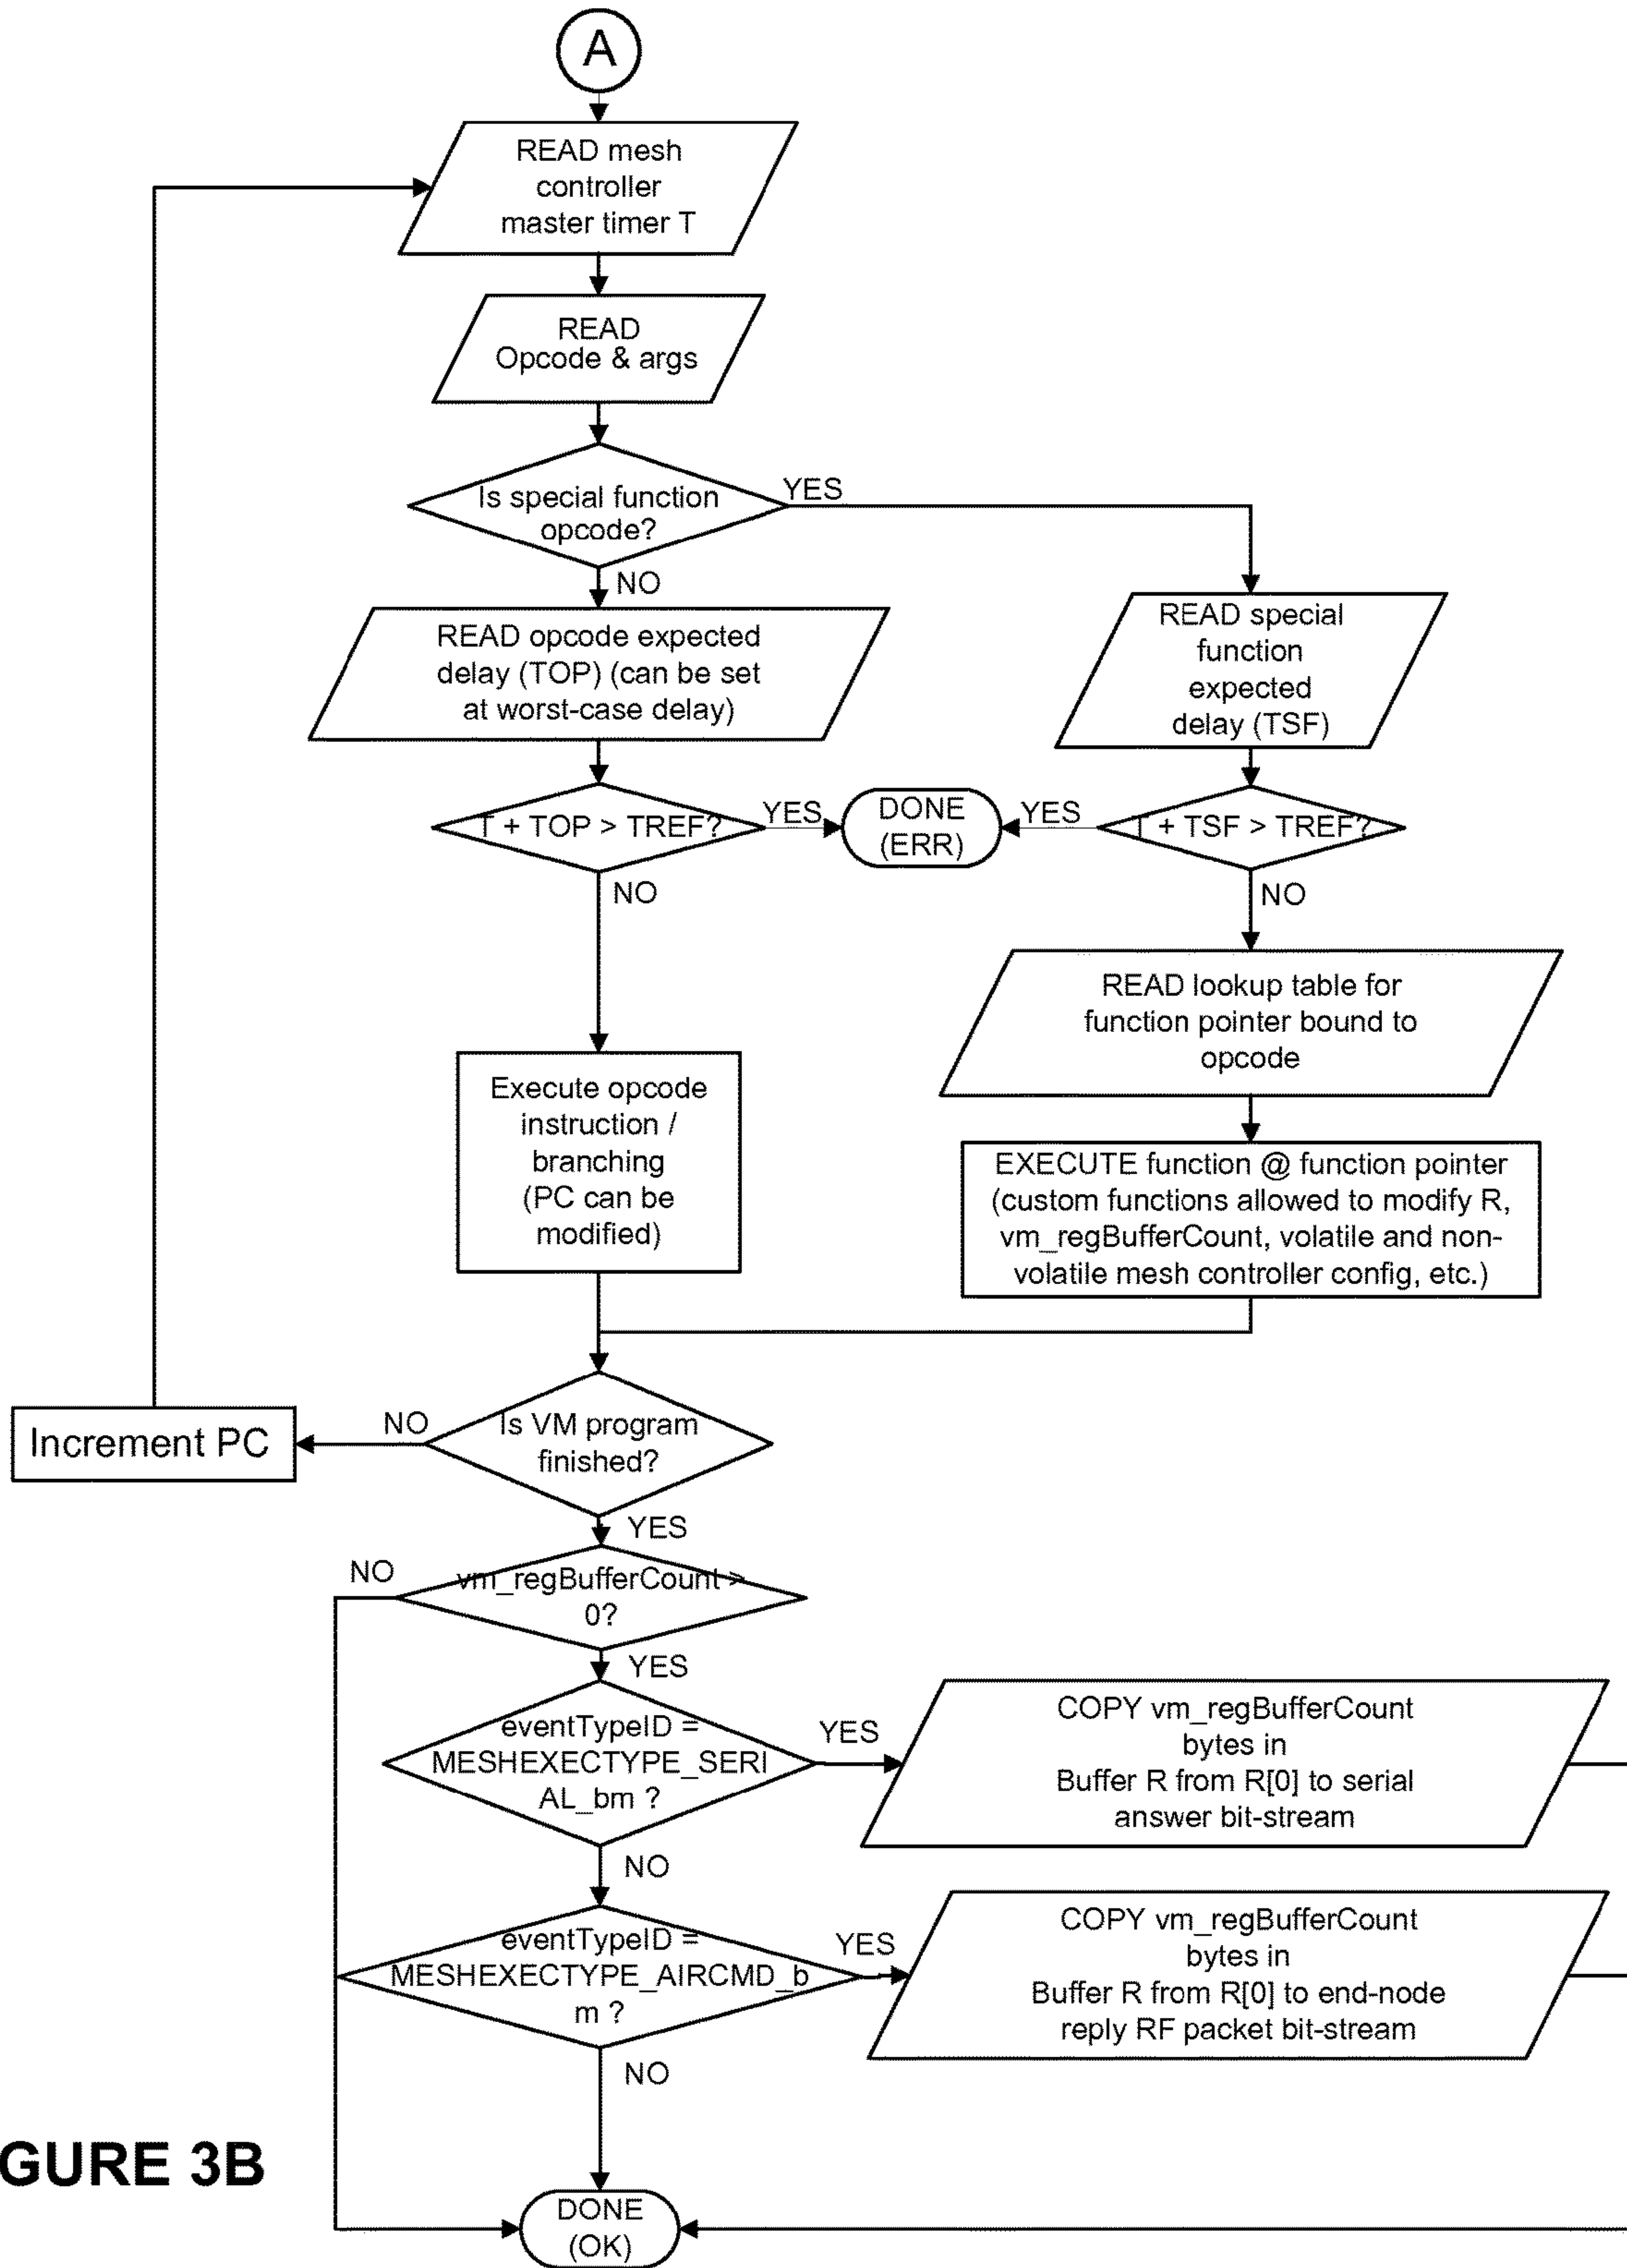 A
READ mesh
controller
master timer T
READ
Opcode & args
Is special function
opcode?
YES
NO
READ opcode expected
delay (TOP) (can be set
at worst-case delay)
READ special
function
expected
delay (TSF)
T + TOP > TREF?
YES
DONE
(ERR)
YES
T + TSF > TREF?
NO
NO
READ lookup table for
function pointer bound to
opcode
Execute opcode
instruction /
branching
(PC can be
modified)
EXECUTE function @ function pointer
(custom functions allowed to modify R,
vm_regBufferCount, volatile and non-
volatile mesh controller config, etc.)
Increment PC
NO
Is VM program
finished?
YES
NO
vm_regBufferCount >
0?
YES
eventTypeID =
MESHEXECTYPE_SERI
AL_bm ?
YES
COPY vm_regBufferCount
bytes in
Buffer R from R[0] to serial
answer bit-stream
NO
eventTypeID =
MESHEXECTYPE_AIRCMD_b
m ?
YES
COPY vm_regBufferCount
bytes in
Buffer R from R[0] to end-node
reply RF packet bit-stream
NO
GURE 3B
DONE
(OK)